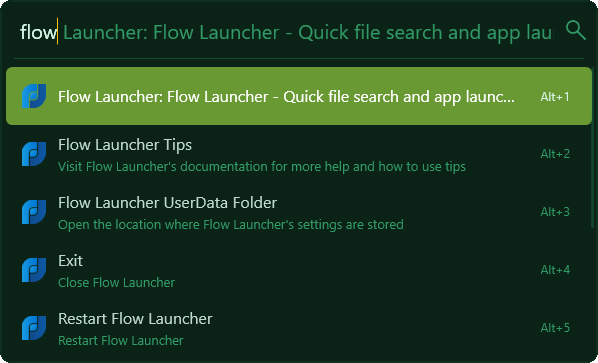 flow Launcher: Flow Launcher - Quick file search and app laun
Flow Launcher: Flow Launcher - Quick file search and app launc... Alt+1
Flow Launcher Tips Alt+2
Visit Flow Launcher's documentation for more help and how to use tips
Flow Launcher UserData Folder Alt+3
Open the location where Flow Launcher's settings are stored
Exit Alt+4
Close Flow Launcher
Restart Flow Launcher Alt+5
Restart Flow Launcher